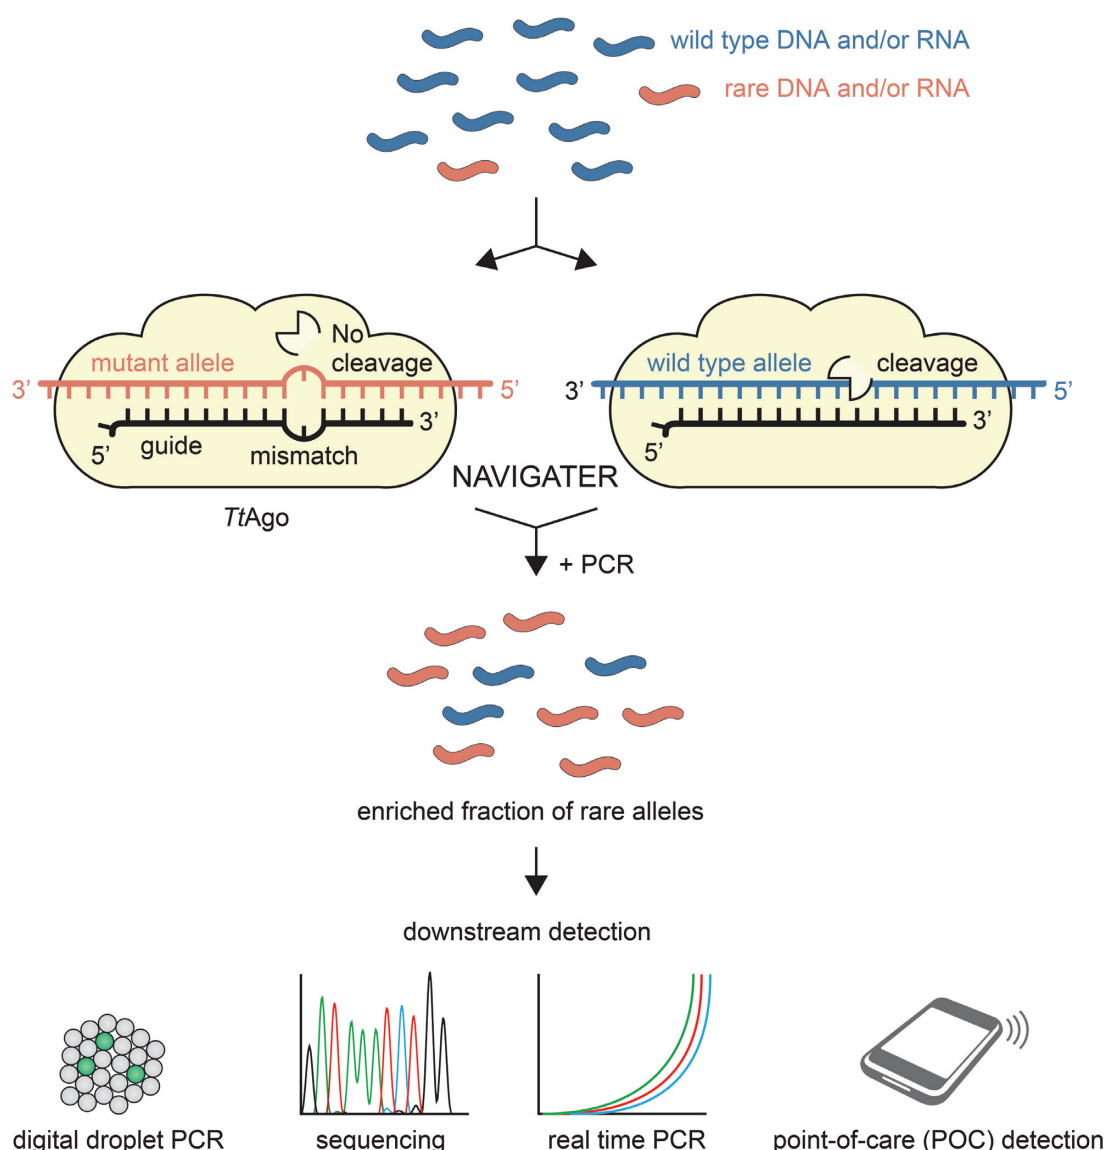 wild type DNA and/or RNA
rare DNA and/or RNA
No
mutant allele
cleavage
3’
5’
3’
5’
guide
mismatch
TtAgo
wild type allele
cleavage
3’
5’
3’
5’
NAVIGATER
+ PCR
enriched fraction of rare alleles
downstream detection
digital droplet PCR
sequencing
real time PCR
point-of-care (POC) detection